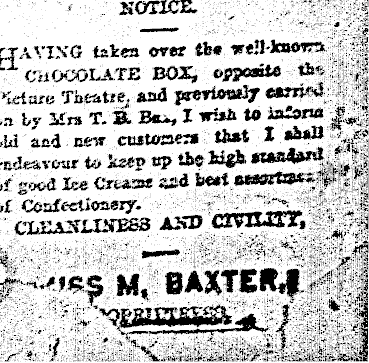 NOTICE.
HAVING taken over the well-known
CHOCOLATE BOX, opposite the
Picture Theatre, and previously carried
on by Mrs T. B. I wish to inform
old and new customers that I shall
endeavour to keep up the high standard
of good Ice Creams and best assortment
of Confectionery.
CLEANLINESS AND CIVILITY,
MISS M. BAXTER,
PROPRIETRESS.